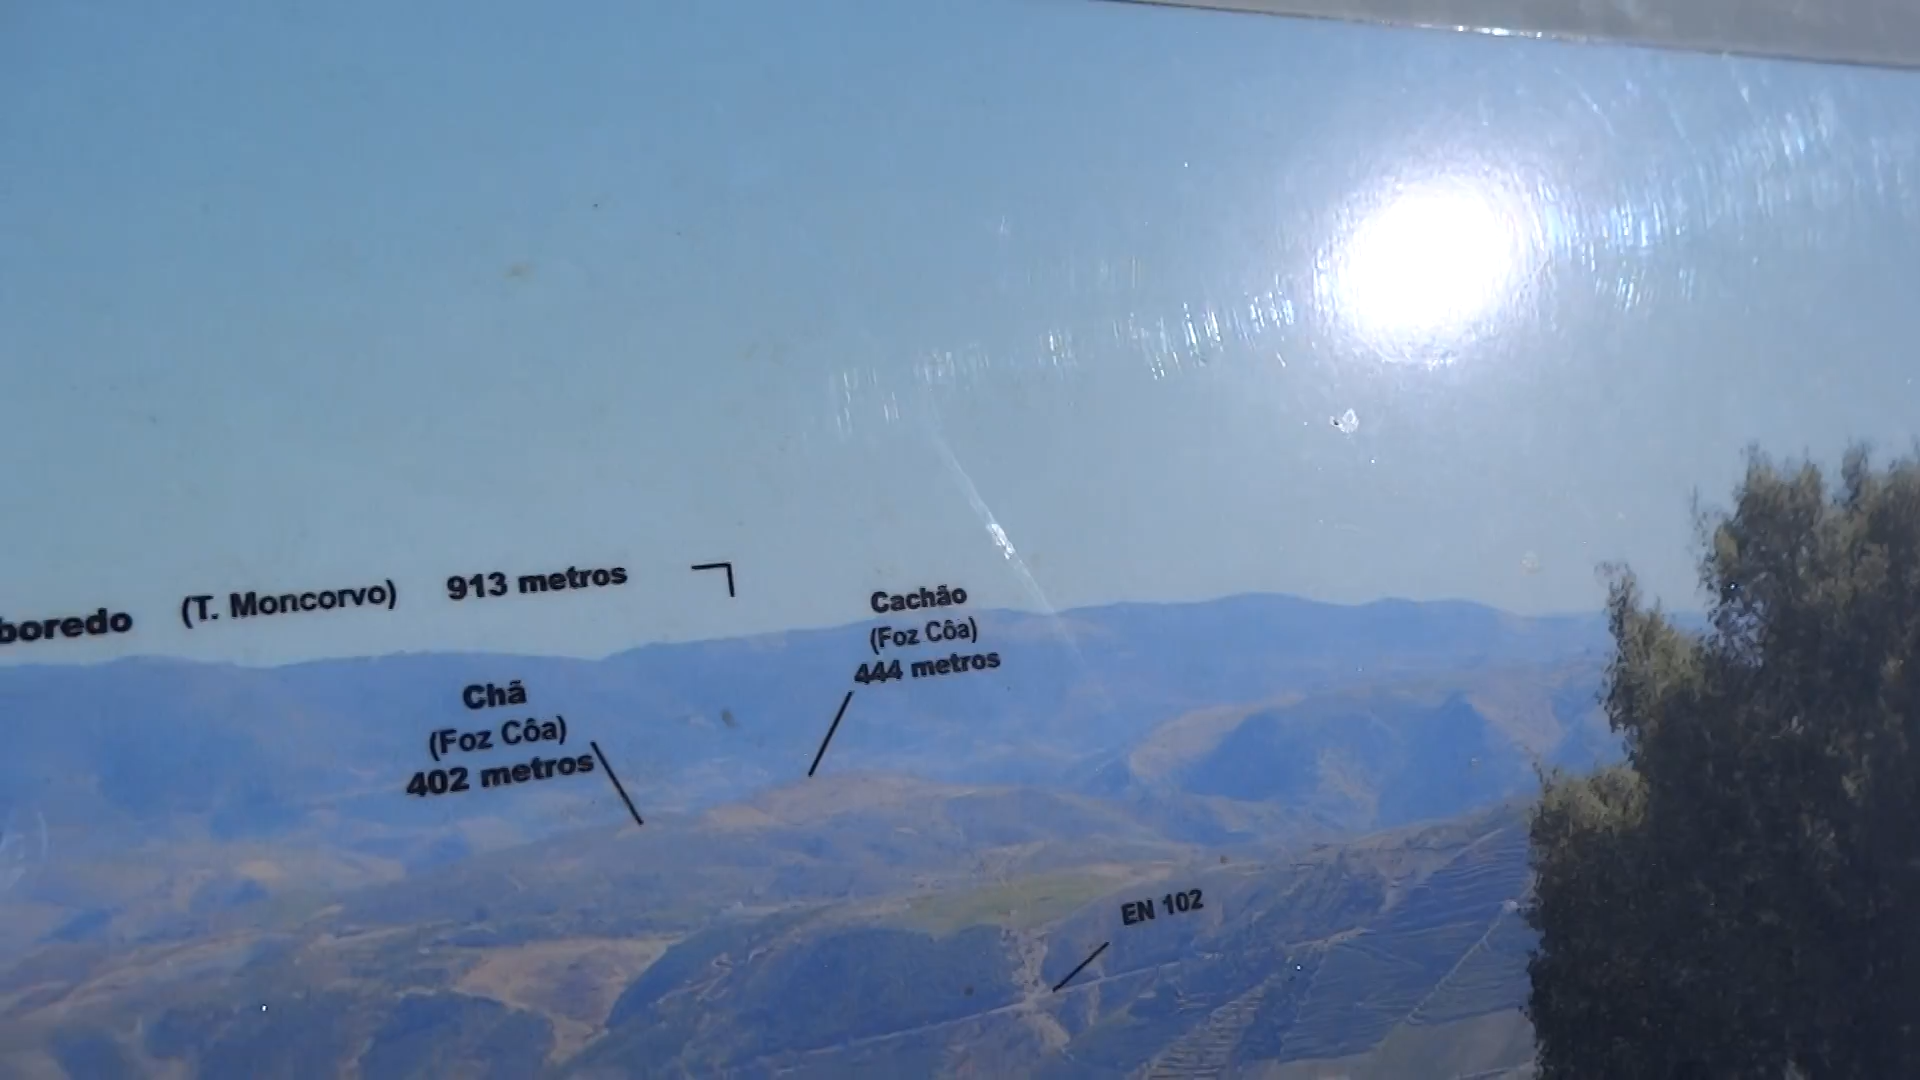 boredo (T. Moncorvo) 913 metros
Cachão
(Foz Côa)
444 metros
Chã
(Foz Côa)
402 metros
EN 102